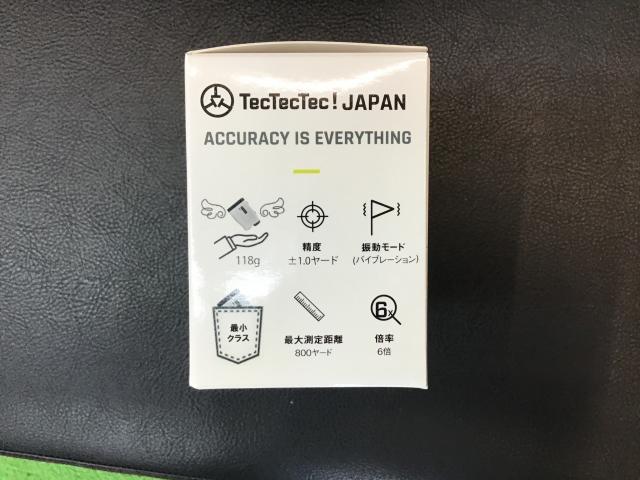 TecTecTec! JAPAN
ACCURACY IS EVERYTHING
118g
精度
±1.0ヤード
振動モード
(バイブレーション)
最小
クラス
最大測定距離
800ヤード
6x
倍率
6倍